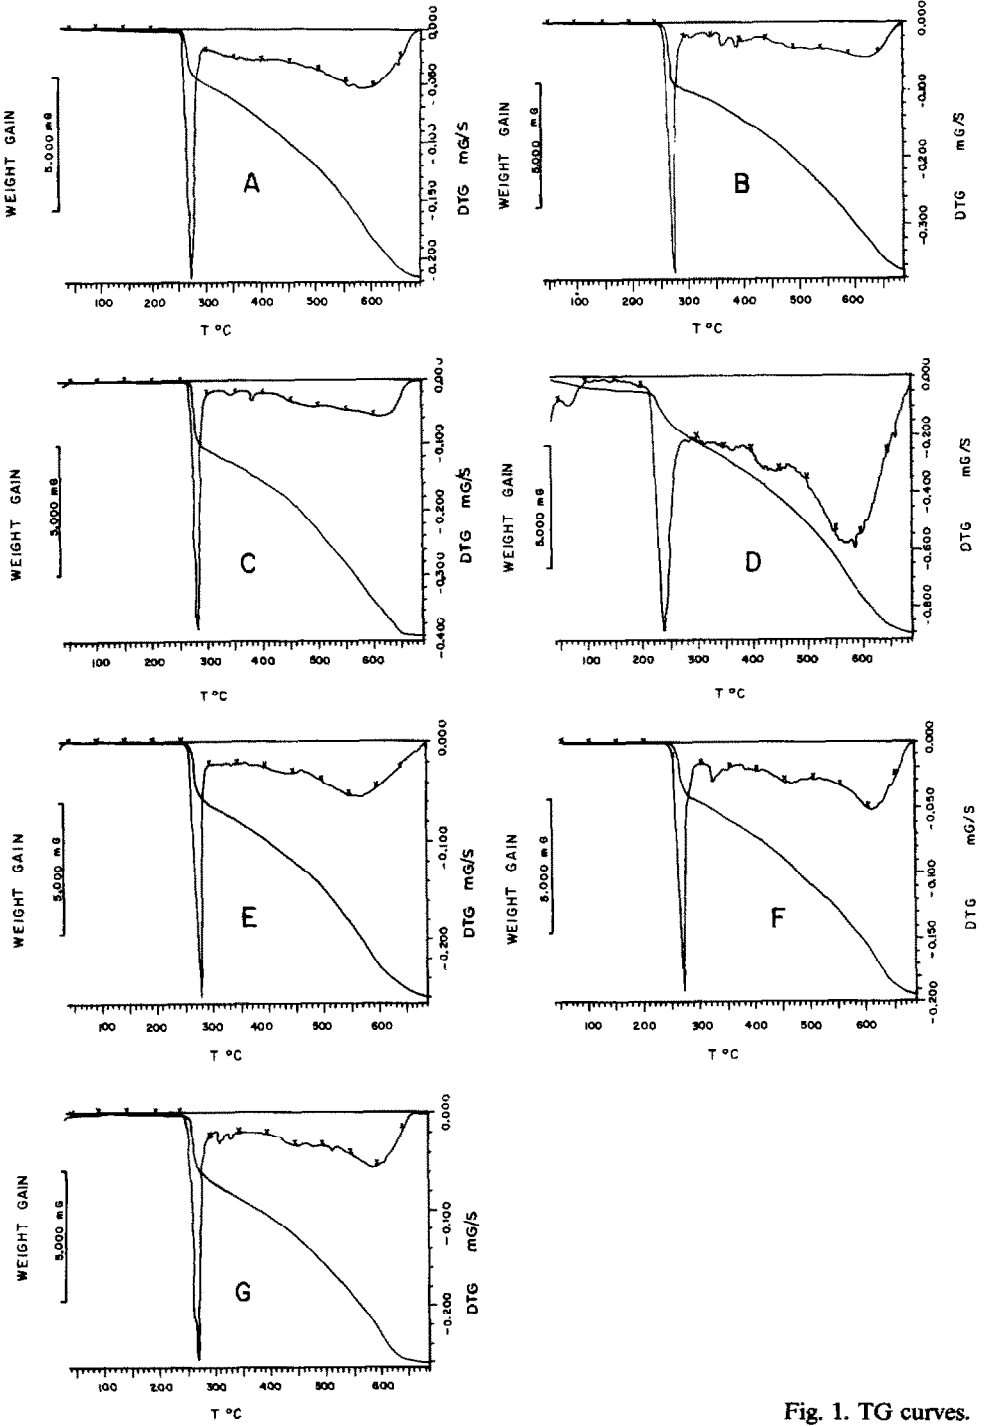 WEIGHT GAIN
5.000 mG
A
0.000
-0.050
-0.100
-0.150
-0.200
DTG mG/S
100 200 300 400 500 600
T °C
WEIGHT GAIN
5.000 mG
B
0.000
-0.100
-0.200
-0.300
DTG mG/S
100 200 300 400 500 600
T °C
WEIGHT GAIN
5.000 mG
C
0.000
-0.100
-0.200
-0.300
-0.400
DTG mG/S
100 200 300 400 500 600
T °C
WEIGHT GAIN
5.000 mG
D
0.000
-0.200
-0.400
-0.600
-0.800
DTG mG/S
100 200 300 400 500 600
T °C
WEIGHT GAIN
5.000 mG
E
0.000
-0.100
-0.200
DTG mG/S
100 200 300 400 500 600
T °C
WEIGHT GAIN
5.000 mG
F
0.000
-0.050
-0.100
-0.150
-0.200
DTG mG/S
100 200 300 400 500 600
T °C
WEIGHT GAIN
5.000 mG
G
0.000
-0.100
-0.200
DTG mG/S
100 200 300 400 500 600
T °C
Fig. 1. TG curves.